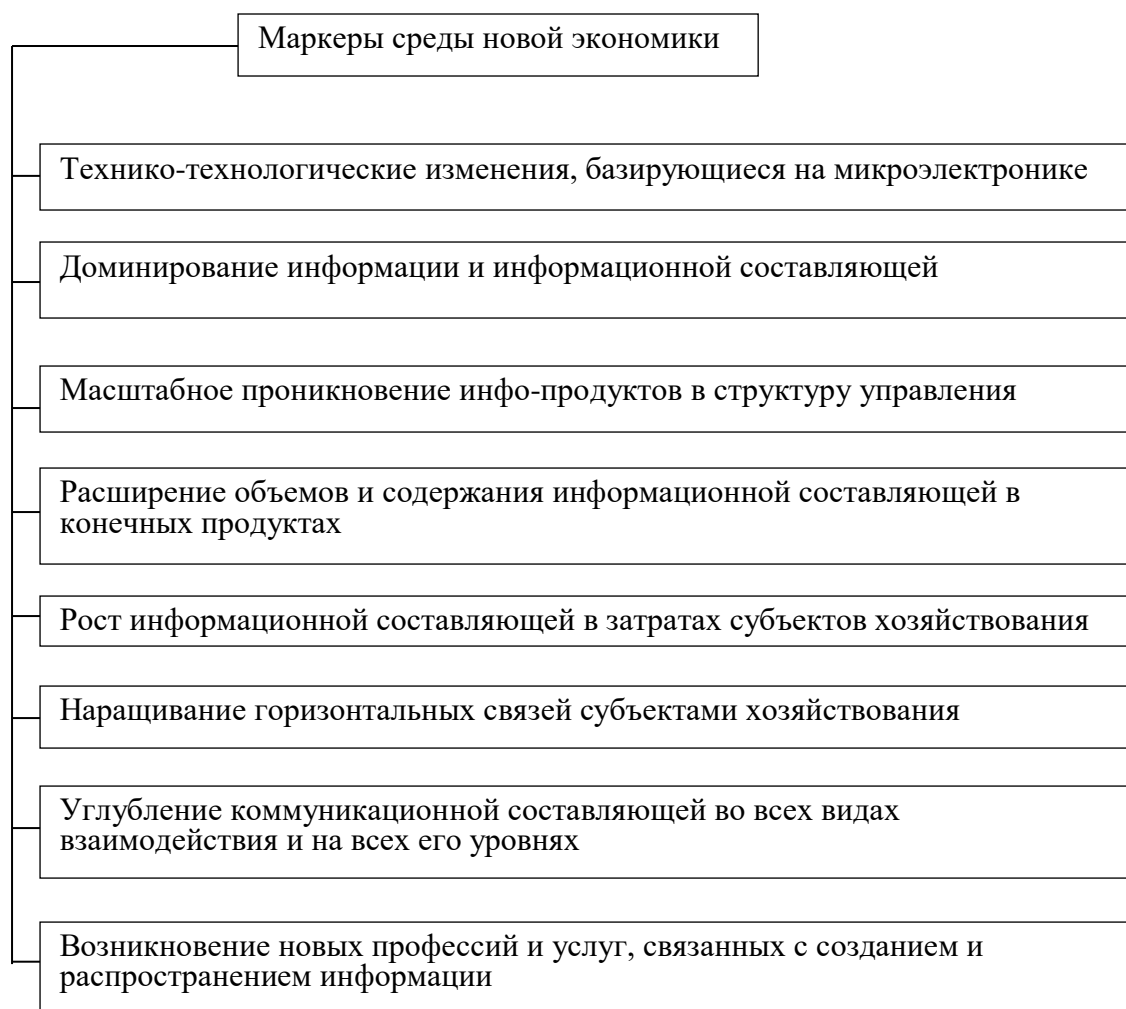 Маркеры среды новой экономики
Технико-технологические изменения, базирующиеся на микроэлектронике
Доминирование информации и информационной составляющей
Масштабное проникновение инфо-продуктов в структуру управления
Расширение объемов и содержания информационной составляющей в
конечных продуктах
Рост информационной составляющей в затратах субъектов хозяйствования
Наращивание горизонтальных связей субъектами хозяйствования
Углубление коммуникационной составляющей во всех видах
взаимодействия и на всех его уровнях
Возникновение новых профессий и услуг, связанных с созданием и
распространением информации